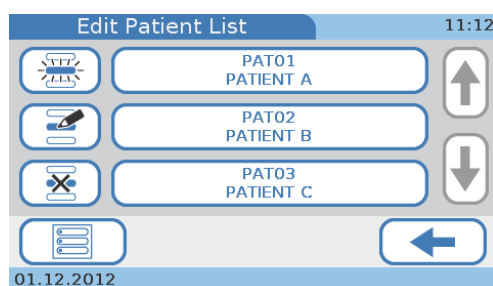 Edit Patient List
11:12
PAT01
PATIENT A
PAT02
PATIENT B
PAT03
PATIENT C
01.12.2012